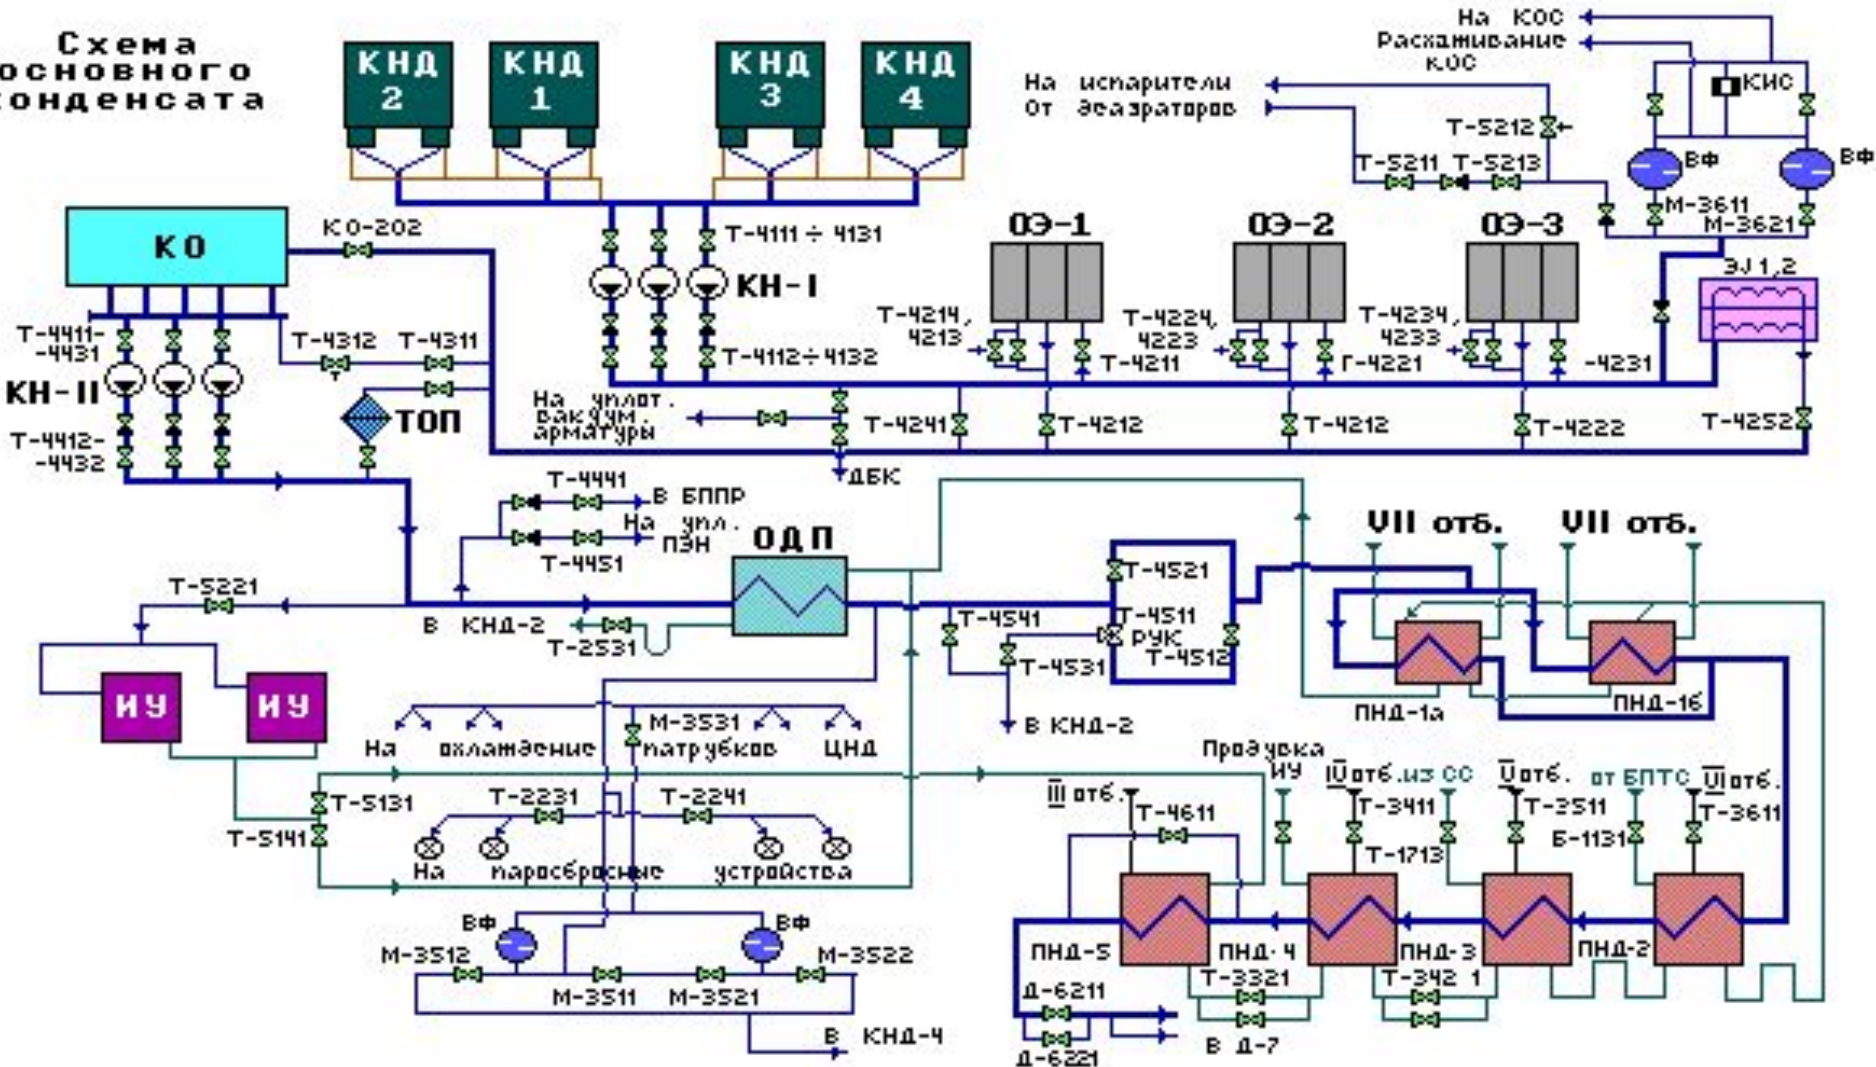 Схема
основного
конденсата
КНД
2
КНД
1
КНД
3
КНД
4
На КОС
Расхаживание
КОС
На испарители
От деаэраторов
КИС
Т-5212
Т-5211
Т-5213
ВФ
ВФ
М-3611
М-3621
КО
КО-202
Т-4111÷4131
КН-I
Т-4112÷4132
ОЭ-1
ОЭ-2
ОЭ-3
ЭJ1,2
Т-4214,
4213
Т-4211
Т-4224,
4223
Г-4221
Т-4234,
4233
-4231
Т-4411-
-4431
Т-4312
Т-4311
КН-II
ТОП
Т-4412-
-4432
На уплот.
вакуум.
арматуры
Т-4241
Т-4212
Т-4212
Т-4222
Т-4252
ДБК
Т-4441
В БППР
На упл.
ПЭН
Т-4451
ОДП
VII отб.
VII отб.
Т-5221
В КНД-2
Т-2531
Т-4541
Т-4521
Т-4511
РУК
Т-4512
Т-4531
В КНД-2
ПНД-1а
ПНД-1б
ИУ
ИУ
М-3531
На охлаждение патрубков ЦНД
Т-5131
Т-5141
Т-2231
Т-2241
На паросбросные устройства
Продувка
ИУ
III отб.
IV отб.
из СС
V отб.
от БПТС
VI отб.
Т-4611
Т-3411
Т-1713
Т-3511
Б-1131
Т-3611
ПНД-5
ПНД-4
ПНД-3
ПНД-2
Т-3321
Т-342 1
ВФ
ВФ
М-3512
М-3511
М-3521
М-3522
В КНД-4
Д-6211
Д-6221
В Д-7